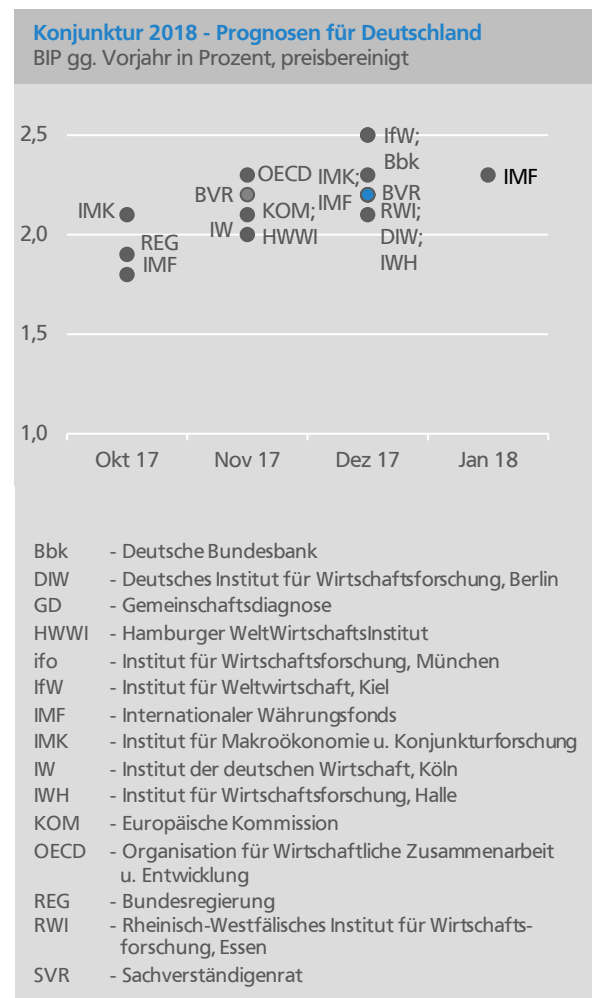 Konjunktur 2018 - Prognosen für Deutschland
BIP gg. Vorjahr in Prozent, preisbereinigt
2,5
2,0
1,5
1,0
IMK
REG
IMF
OECD
BVR
KOM;
HWWI
IW
IfW;
Bbk
IMK;
IMF
BVR
RWI;
DIW;
IWH
IMF
Okt 17 Nov 17 Dez 17 Jan 18
Bbk - Deutsche Bundesbank
DIW - Deutsches Institut für Wirtschaftsforschung, Berlin
GD - Gemeinschaftsdiagnose
HWWI - Hamburger WeltWirtschaftsInstitut
ifo - Institut für Wirtschaftsforschung, München
IfW - Institut für Weltwirtschaft, Kiel
IMF - Internationaler Währungsfonds
IMK - Institut für Makroökonomie u. Konjunkturforschung
IW - Institut der deutschen Wirtschaft, Köln
IWH - Institut für Wirtschaftsforschung, Halle
KOM - Europäische Kommission
OECD - Organisation für Wirtschaftliche Zusammenarbeit
u. Entwicklung
REG - Bundesregierung
RWI - Rheinisch-Westfälisches Institut für Wirtschafts-
forschung, Essen
SVR - Sachverständigenrat